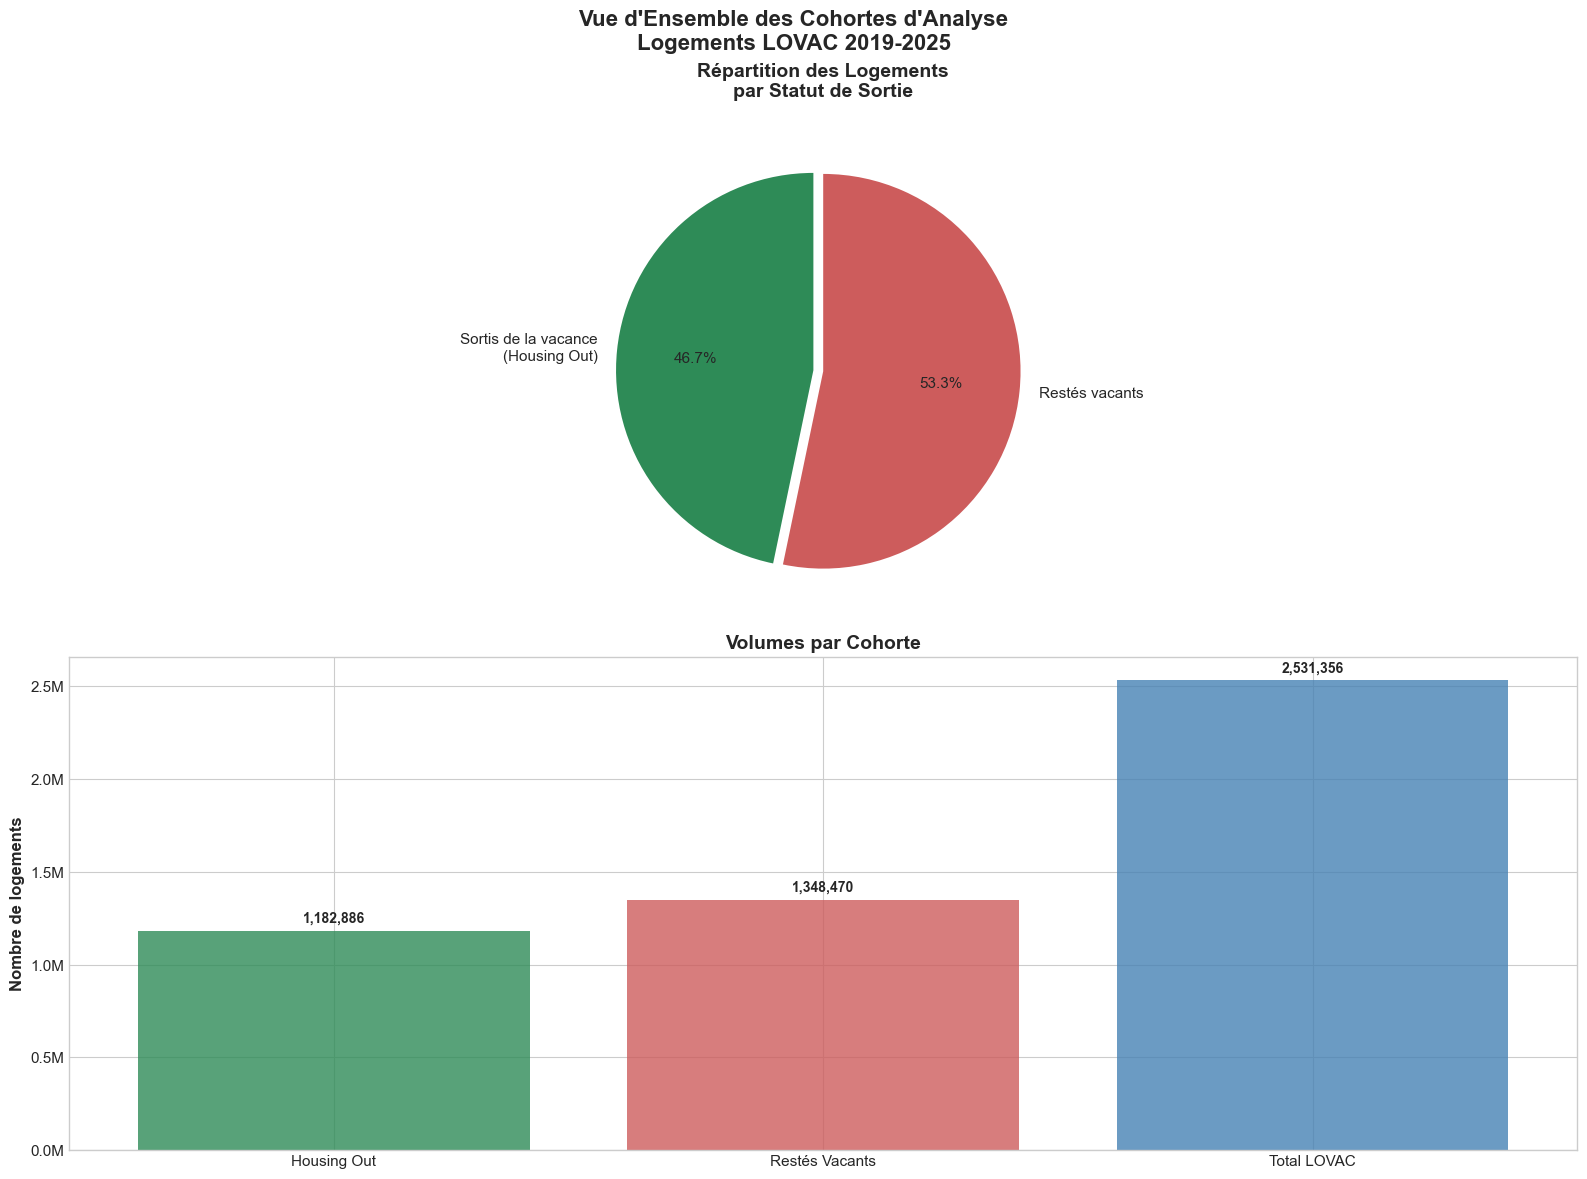 Vue d'Ensemble des Cohortes d'Analyse
Logements LOVAC 2019-2025
Répartition des Logements
par Statut de Sortie
Sortis de la vacance
(Housing Out)
46.7%
53.3%
Restés vacants
Volumes par Cohorte
Nombre de logements
2.5M
2.0M
1.5M
1.0M
0.5M
0.0M
1,182,886
1,348,470
2,531,356
Housing Out
Restés Vacants
Total LOVAC